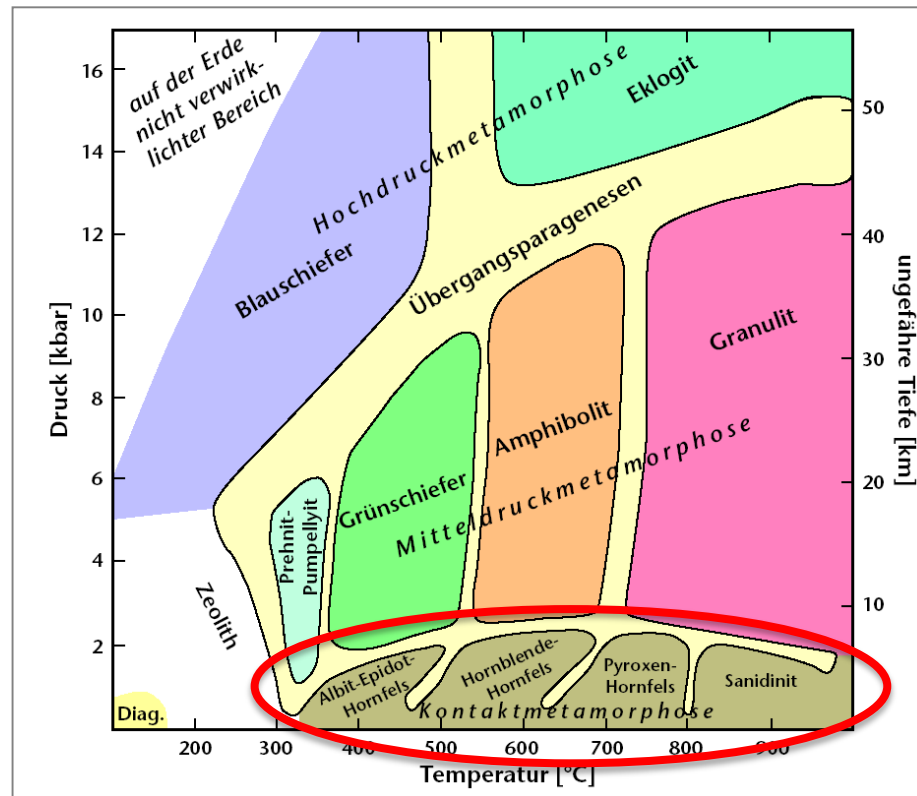 auf der Erde
nicht verwirk-
lichter Bereich
Hochdruckmetamorphose
Eklogit
Blauschiefer
Übergangsparagenesen
Granulit
Amphibolit
Grünschiefer
Mitteldruckmetamorphose
Prehnit-
Pumpellyit
Zeolith
Albit-Epidot-
Hornfels
Hornblende-
Hornfels
Pyroxen-
Hornfels
Sanidinit
Kontaktmetamorphose
Diag.
Druck [kbar]
16
14
12
10
8
6
4
2
ungefähre Tiefe [km]
50
40
30
20
10
200
300
400
500
600
700
800
900
Temperatur [°C]